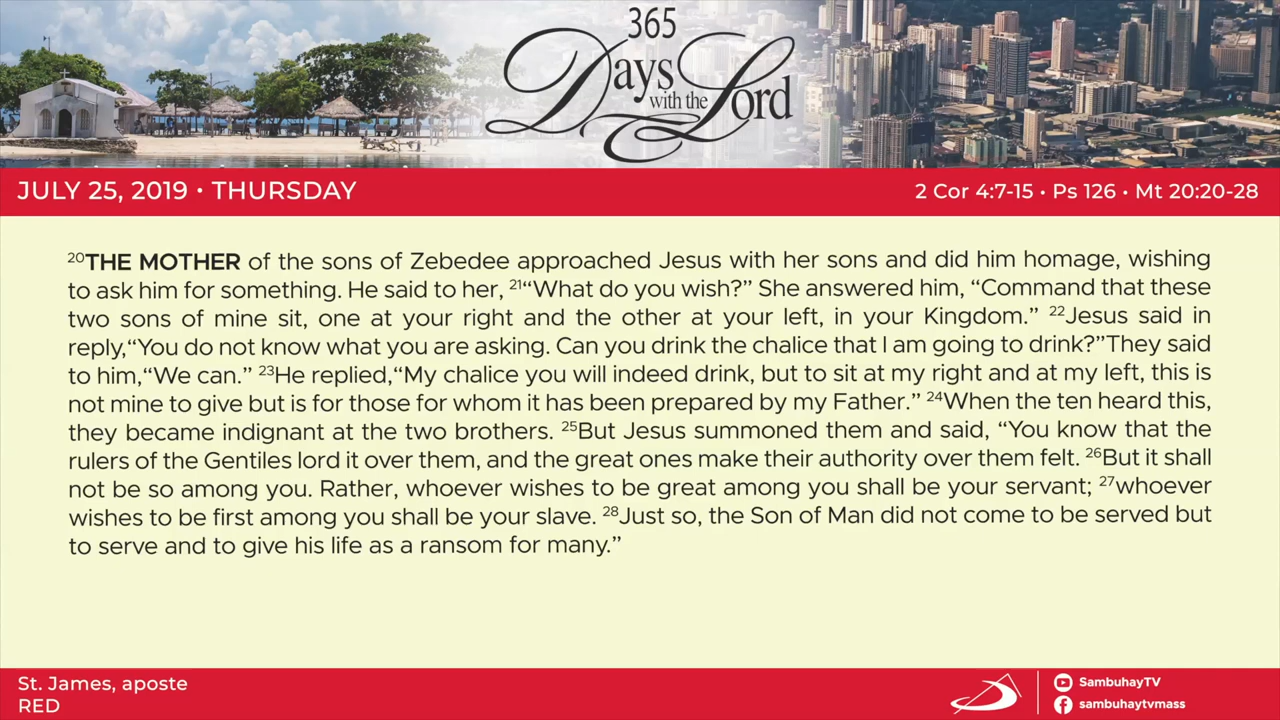 365
Days with the Lord
JULY 25, 2019 • THURSDAY
2 Cor 4:7-15 • Ps 126 • Mt 20:20-28
20THE MOTHER of the sons of Zebedee approached Jesus with her sons and did him homage, wishing
to ask him for something. He said to her, 21“What do you wish?” She answered him, “Command that these
two sons of mine sit, one at your right and the other at your left, in your Kingdom.” 22Jesus said in
reply,“You do not know what you are asking. Can you drink the chalice that I am going to drink?”They said
to him,“We can.” 23He replied,“My chalice you will indeed drink, but to sit at my right and at my left, this is
not mine to give but is for those for whom it has been prepared by my Father.” 24When the ten heard this,
they became indignant at the two brothers. 25But Jesus summoned them and said, “You know that the
rulers of the Gentiles lord it over them, and the great ones make their authority over them felt. 26But it shall
not be so among you. Rather, whoever wishes to be great among you shall be your servant; 27whoever
wishes to be first among you shall be your slave. 28Just so, the Son of Man did not come to be served but
to serve and to give his life as a ransom for many.”
St. James, aposte
RED
SambuhayTV
sambuhaytvmass